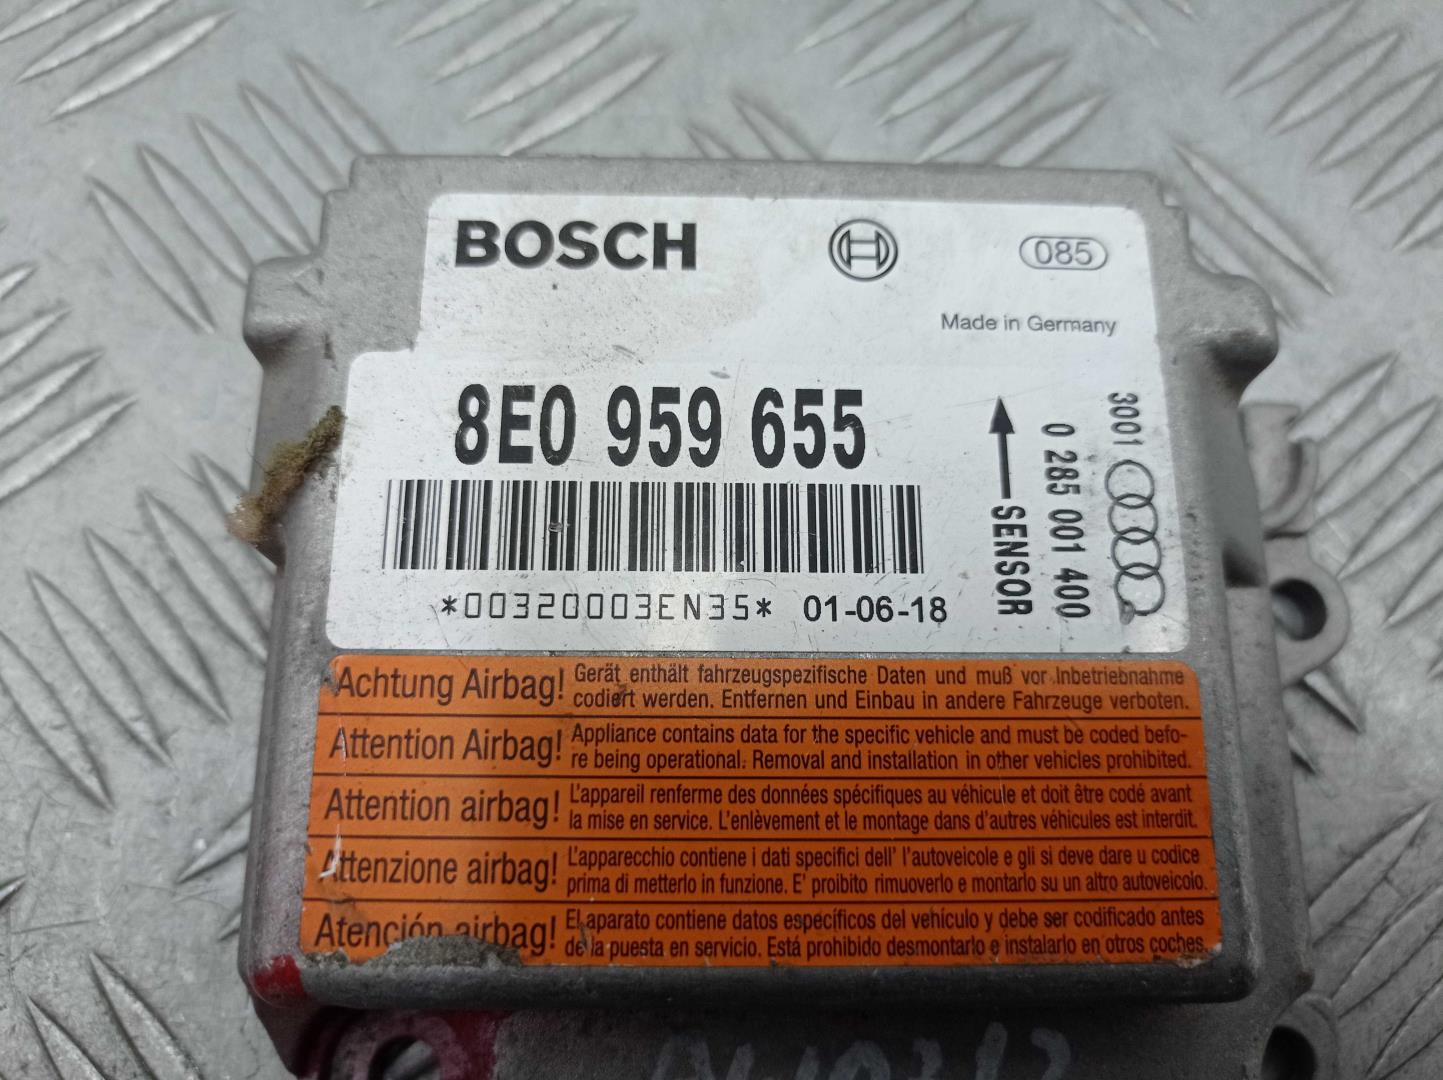 BOSCH
085
Made in Germany
8E0 959 655
*00320003EN35* 01-06-18
SENSOR
0 285 001 400
3001
Achtung Airbag! Gerät enthält fahrzeugspezifische Daten und muß vor Inbetriebnahme
codiert werden. Entfernen und Einbau in andere Fahrzeuge verboten.
Attention Airbag! Appliance contains data for the specific vehicle and must be coded befo-
re being operational. Removal and installation in other vehicles prohibited.
Attention airbag! L'appareil renferme des données spécifiques au véhicule et doit être codé avant
la mise en service. L'enlèvement et le montage dans d'autres véhicules est interdit.
Attenzione airbag! L'apparecchio contiene i dati specifici dell' l'autoveicole e gli si deve dare u codice
prima di metterlo in funzione. E' proibito rimuoverlo e montarlo su un altro autoveicolo.
Atención airbag! El aparato contiene datos específicos del vehículo y debe ser codificado antes
de la puesta en servicio. Está prohibido desmontarlo e instalarlo en otros coches.